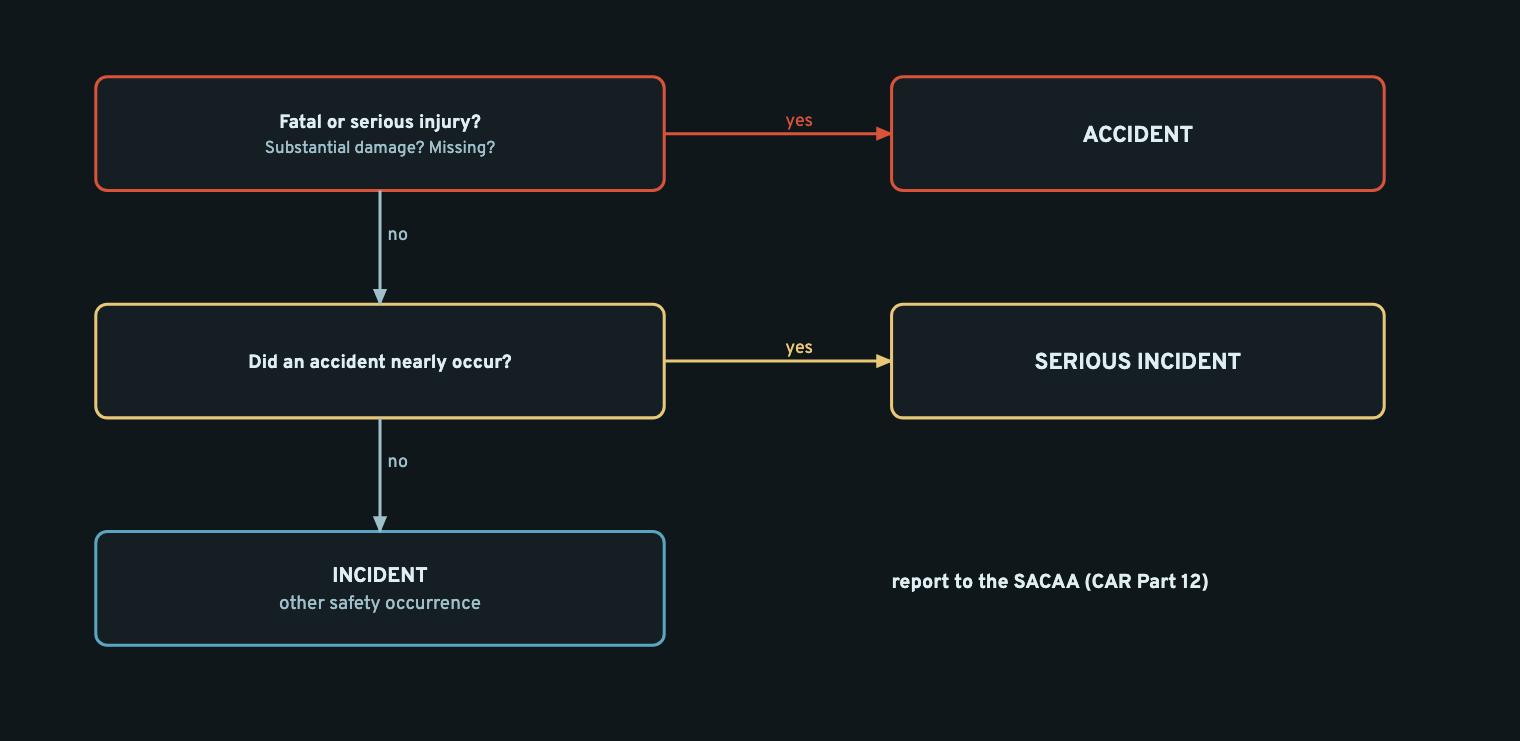 Fatal or serious injury?
Substantial damage? Missing?
yes
ACCIDENT
no
Did an accident nearly occur?
yes
SERIOUS INCIDENT
no
INCIDENT
other safety occurrence
report to the SACAA (CAR Part 12)